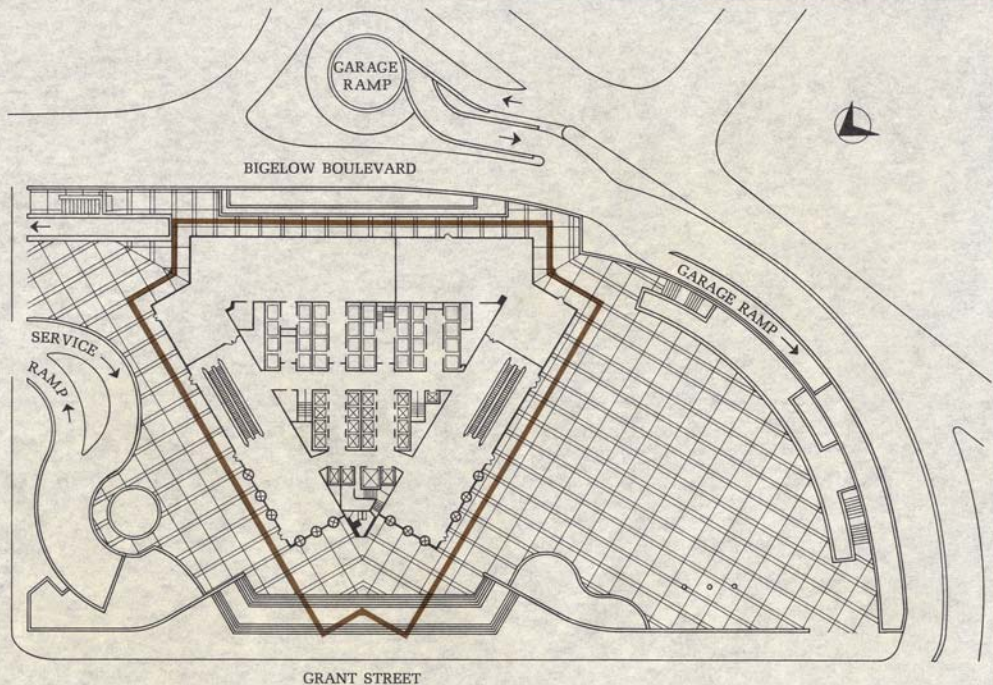 GARAGE
RAMP
BIGELOW BOULEVARD
GARAGE RAMP
SERVICE
RAMP
GRANT STREET